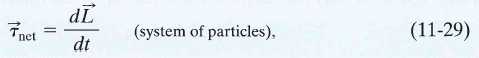 τ⃗net = dL⃗/dt (system of particles), (11-29)